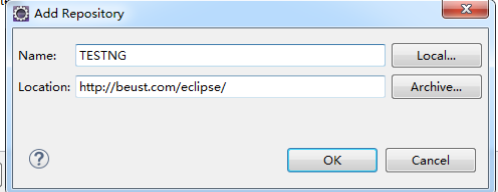 Add Repository
Name: TESTNG Local...
Location: http://beust.com/eclipse/ Archive...
? OK Cancel